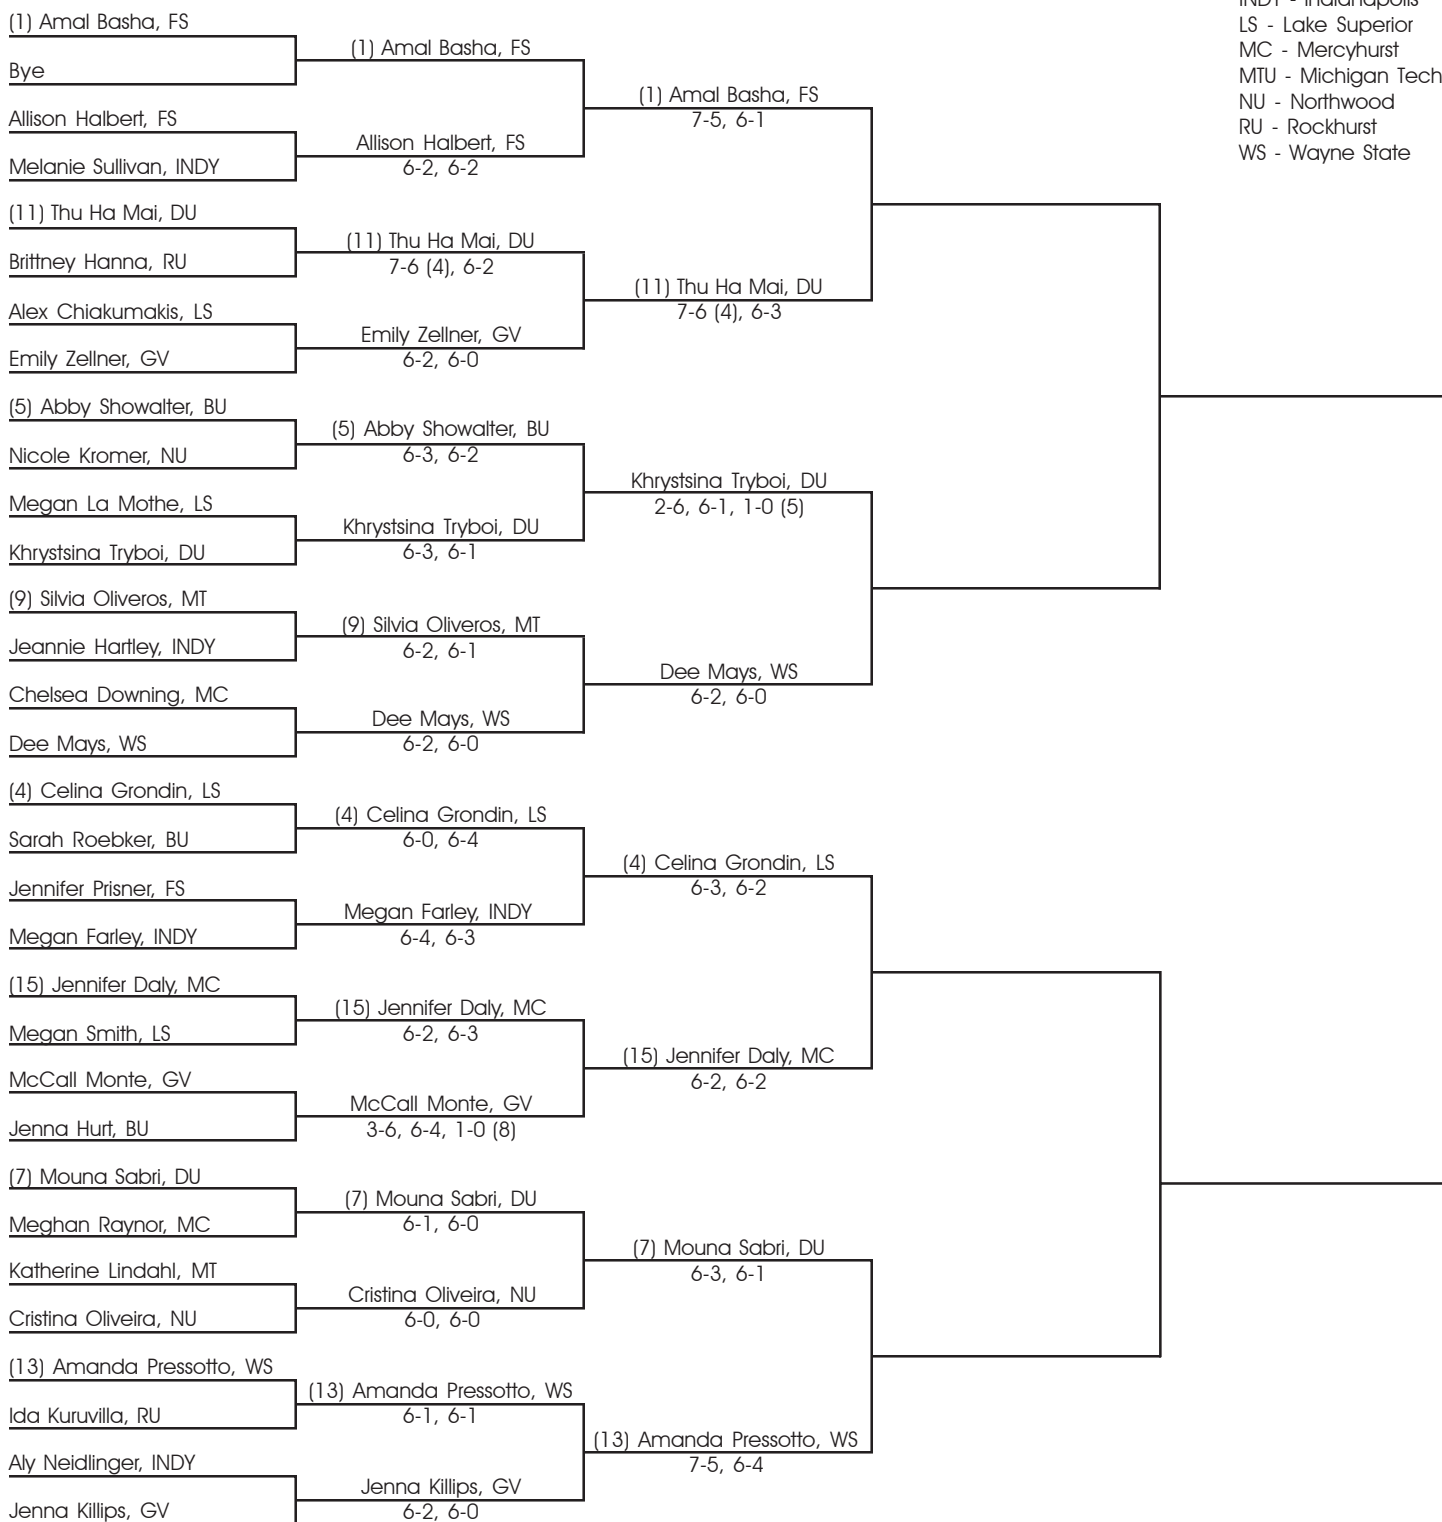 (1) Amal Basha, FS
Bye
Allison Halbert, FS
Melanie Sullivan, INDY
(11) Thu Ha Mai, DU
Brittney Hanna, RU
Alex Chiakumakis, LS
Emily Zellner, GV
(5) Abby Showalter, BU
Nicole Kromer, NU
Megan La Mothe, LS
Khrystsina Tryboi, DU
(9) Silvia Oliveros, MT
Jeannie Hartley, INDY
Chelsea Downing, MC
Dee Mays, WS
(4) Celina Grondin, LS
Sarah Roebker, BU
Jennifer Prisner, FS
Megan Farley, INDY
(15) Jennifer Daly, MC
Megan Smith, LS
McCall Monte, GV
Jenna Hurt, BU
(7) Mouna Sabri, DU
Meghan Raynor, MC
Katherine Lindahl, MT
Cristina Oliveira, NU
(13) Amanda Pressotto, WS
Ida Kuruvilla, RU
Aly Neidlinger, INDY
Jenna Killips, GV
(1) Amal Basha, FS
Allison Halbert, FS
6-2, 6-2
(11) Thu Ha Mai, DU
7-6 (4), 6-2
Emily Zellner, GV
6-2, 6-0
(5) Abby Showalter, BU
6-3, 6-2
Khrystsina Tryboi, DU
6-3, 6-1
(9) Silvia Oliveros, MT
6-2, 6-1
Dee Mays, WS
6-2, 6-0
(4) Celina Grondin, LS
6-0, 6-4
Megan Farley, INDY
6-4, 6-3
(15) Jennifer Daly, MC
6-2, 6-3
McCall Monte, GV
3-6, 6-4, 1-0 (8)
(7) Mouna Sabri, DU
6-1, 6-0
Cristina Oliveira, NU
6-0, 6-0
(13) Amanda Pressotto, WS
6-1, 6-1
Jenna Killips, GV
6-2, 6-0
(1) Amal Basha, FS
7-5, 6-1
(11) Thu Ha Mai, DU
7-6 (4), 6-3
Khrystsina Tryboi, DU
2-6, 6-1, 1-0 (5)
Dee Mays, WS
6-2, 6-0
(4) Celina Grondin, LS
6-3, 6-2
(15) Jennifer Daly, MC
6-2, 6-2
(7) Mouna Sabri, DU
6-3, 6-1
(13) Amanda Pressotto, WS
7-5, 6-4
INDY - Indianapolis
LS - Lake Superior
MC - Mercyhurst
MTU - Michigan Tech
NU - Northwood
RU - Rockhurst
WS - Wayne State